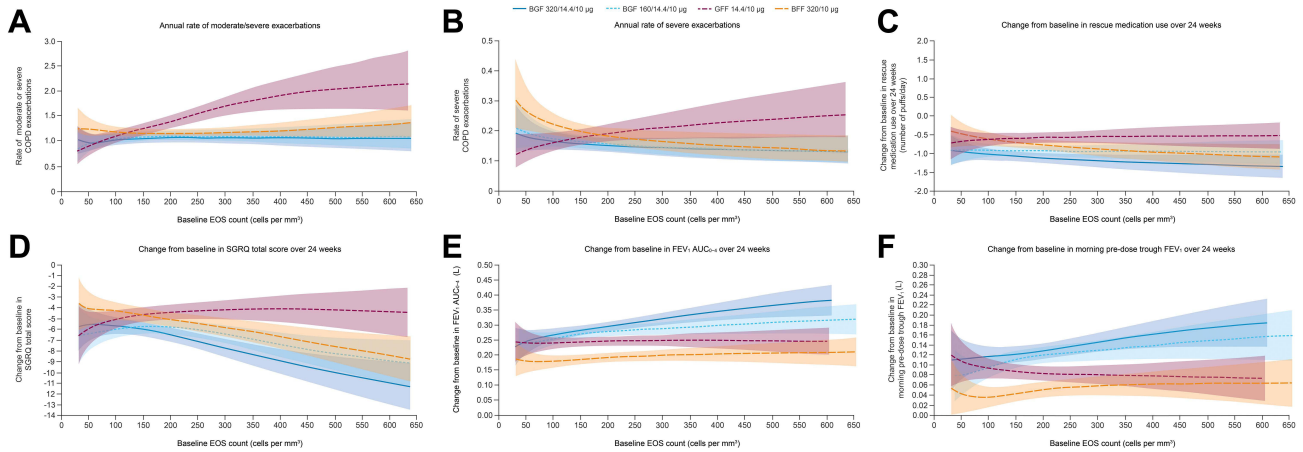 BGF 320/14.4/10 µg
BGF 160/14.4/10 µg
GFF 14.4/10 µg
BFF 320/10 µg
A
Annual rate of moderate/severe exacerbations
Rate of moderate or severe
COPD exacerbations
3.0
2.5
2.0
1.5
1.0
0.5
0
0 50 100 150 200 250 300 350 400 450 500 550 600 650
Baseline EOS count (cells per mm³)
B
Annual rate of severe exacerbations
Rate of severe
COPD exacerbations
0.5
0.4
0.3
0.2
0.1
0
0 50 100 150 200 250 300 350 400 450 500 550 600 650
Baseline EOS count (cells per mm³)
C
Change from baseline in rescue medication use over 24 weeks
Change from baseline in rescue
medication use over 24 weeks
(number of puffs/day)
0.5
0.0
-0.5
-1.0
-1.5
-2.0
0 50 100 150 200 250 300 350 400 450 500 550 600 650
Baseline EOS count (cells per mm³)
D
Change from baseline in SGRQ total score over 24 weeks
Change from baseline in
SGRQ total score
0
-1
-2
-3
-4
-5
-6
-7
-8
-9
-10
-11
-12
-13
-14
0 50 100 150 200 250 300 350 400 450 500 550 600 650
Baseline EOS count (cells per mm³)
E
Change from baseline in FEV₁ AUC₀₋₄ over 24 weeks
Change from baseline in FEV₁ AUC₀₋₄ (L)
0.50
0.45
0.40
0.35
0.30
0.25
0.20
0.15
0.10
0.05
0.00
0 50 100 150 200 250 300 350 400 450 500 550 600 650
Baseline EOS count (cells per mm³)
F
Change from baseline in morning pre-dose trough FEV₁ over 24 weeks
Change from baseline in
morning pre-dose trough FEV₁ (L)
0.30
0.28
0.26
0.24
0.22
0.20
0.18
0.16
0.14
0.12
0.10
0.08
0.06
0.04
0.02
0.00
0 50 100 150 200 250 300 350 400 450 500 550 600 650
Baseline EOS count (cells per mm³)